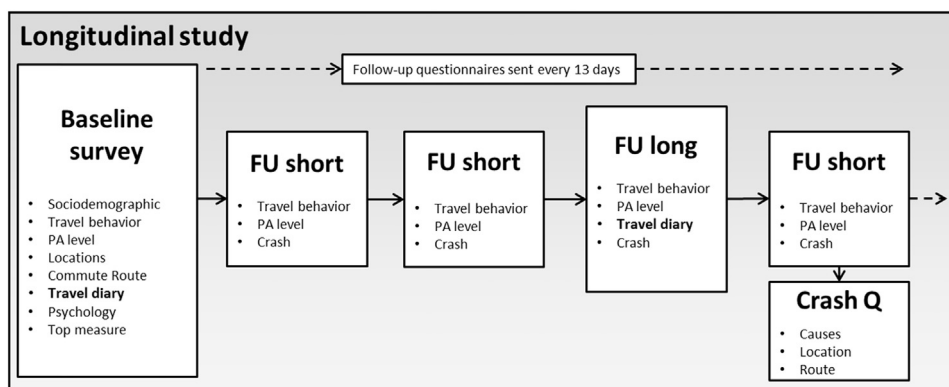 Longitudinal study
Follow-up questionnaires sent every 13 days
Baseline
survey
• Sociodemographic
• Travel behavior
• PA level
• Locations
• Commute Route
• Travel diary
• Psychology
• Top measure
FU short
• Travel behavior
• PA level
• Crash
FU short
• Travel behavior
• PA level
• Crash
FU long
• Travel behavior
• PA level
• Travel diary
• Crash
FU short
• Travel behavior
• PA level
• Crash
Crash Q
• Causes
• Location
• Route